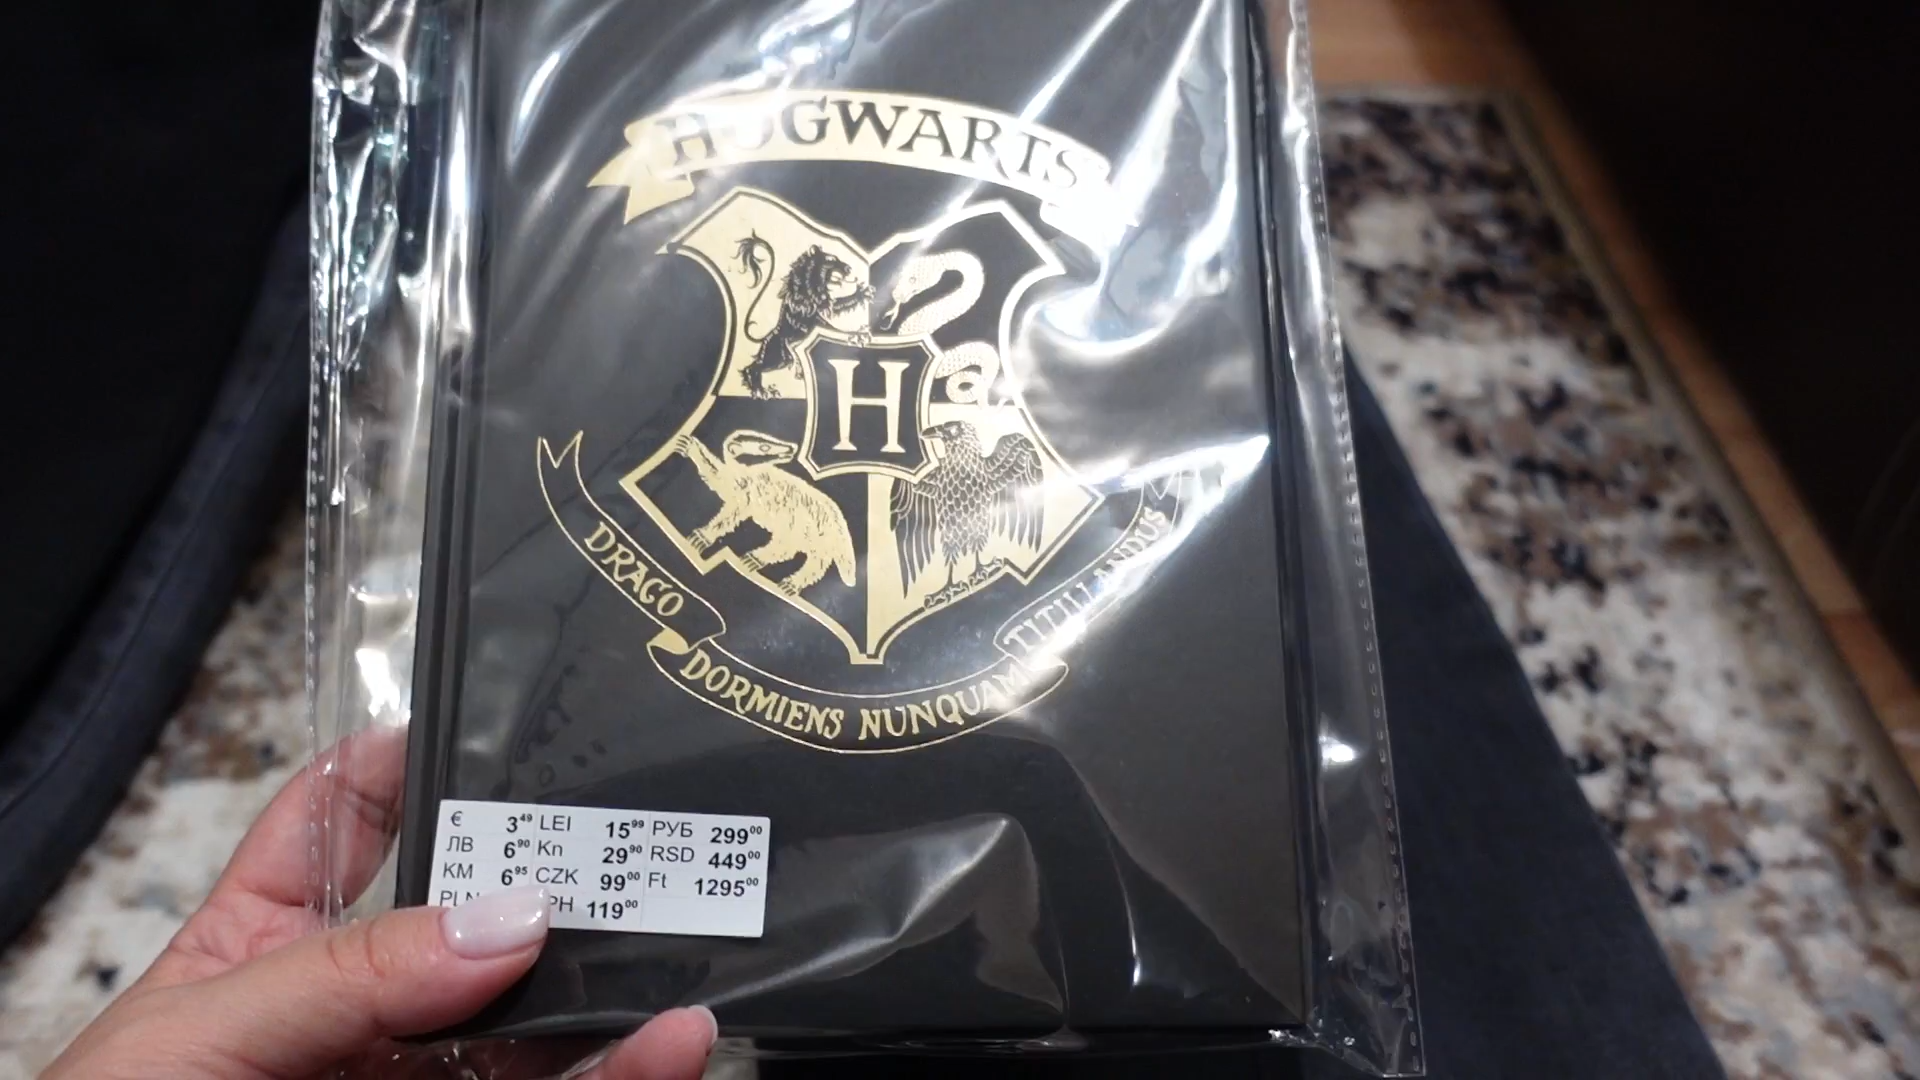 HOGWARTS
H
DRACO
DORMIENS NUNQUAM
TITILLANDUS
€ 3⁴⁹ LEI 15⁹⁹ РУБ 299⁰⁰
ЛВ 6⁹⁰ Kn 29⁹⁰ RSD 449⁰⁰
KM 6⁹⁵ CZK 99⁰⁰ Ft 1295⁰⁰
PLN 119⁰⁰